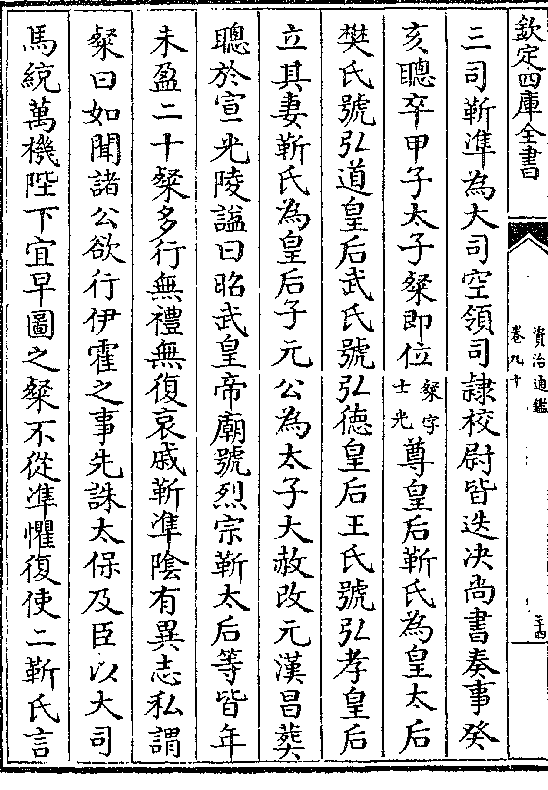 欽定四庫全書
資治通鑑
卷九十
三司靳凖為大司空領司隷校尉皆迭决尚書奏事癸
亥聰卒甲子太子粲即位粲字士光尊皇后靳氏為皇太后
樊氏號弘道皇后武氏號弘德皇后王氏號弘孝皇后
立其妻靳氏為皇后子元公為太子大赦改元漢昌葬
聰於宣光陵諡曰昭武皇帝廟號烈宗靳太后等皆年
未盈二十粲多行無禮無復哀戚靳凖隂有異志私謂
粲曰如聞諸公欲行伊霍之事先誅太保及臣以大司
馬統萬機陛下宜早圖之粲不從凖懼復使二靳氏言